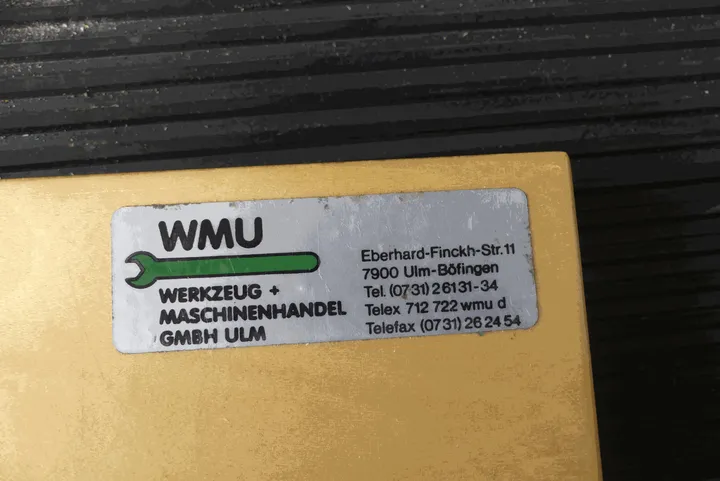 WMU
WERKZEUG +
MASCHINENHANDEL
GMBH ULM
Eberhard-Finckh-Str. 11
7900 Ulm-Böfingen
Tel. (0731) 26131-34
Telex 712 722 wmu d
Telefax (0731) 26 24 54